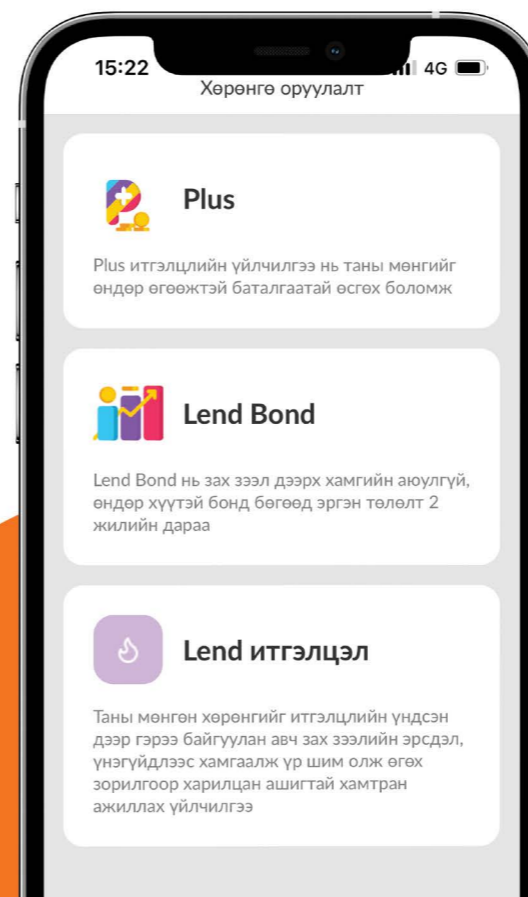 15:22
4G
Хөрөнгө оруулалт
Plus
Plus итгэлцлийн үйлчилгээ нь таны мөнгийг
өндөр өгөөжтэй баталгаатай өсгөх боломж
Lend Bond
Lend Bond нь зах зээл дээрх хамгийн аюулгүй,
өндөр хүүтэй бонд бөгөөд эргэн төлөлт 2
жилийн дараа
Lend итгэлцэл
Таны мөнгөн хөрөнгийг итгэлцлийн үндсэн
дээр гэрээ байгуулан авч зах зээлийн эрсдэл,
үнэгүйдлээс хамгаалж үр шим олж өгөх
зорилгоор харилцан ашигтай хамтран
ажиллах үйлчилгээ